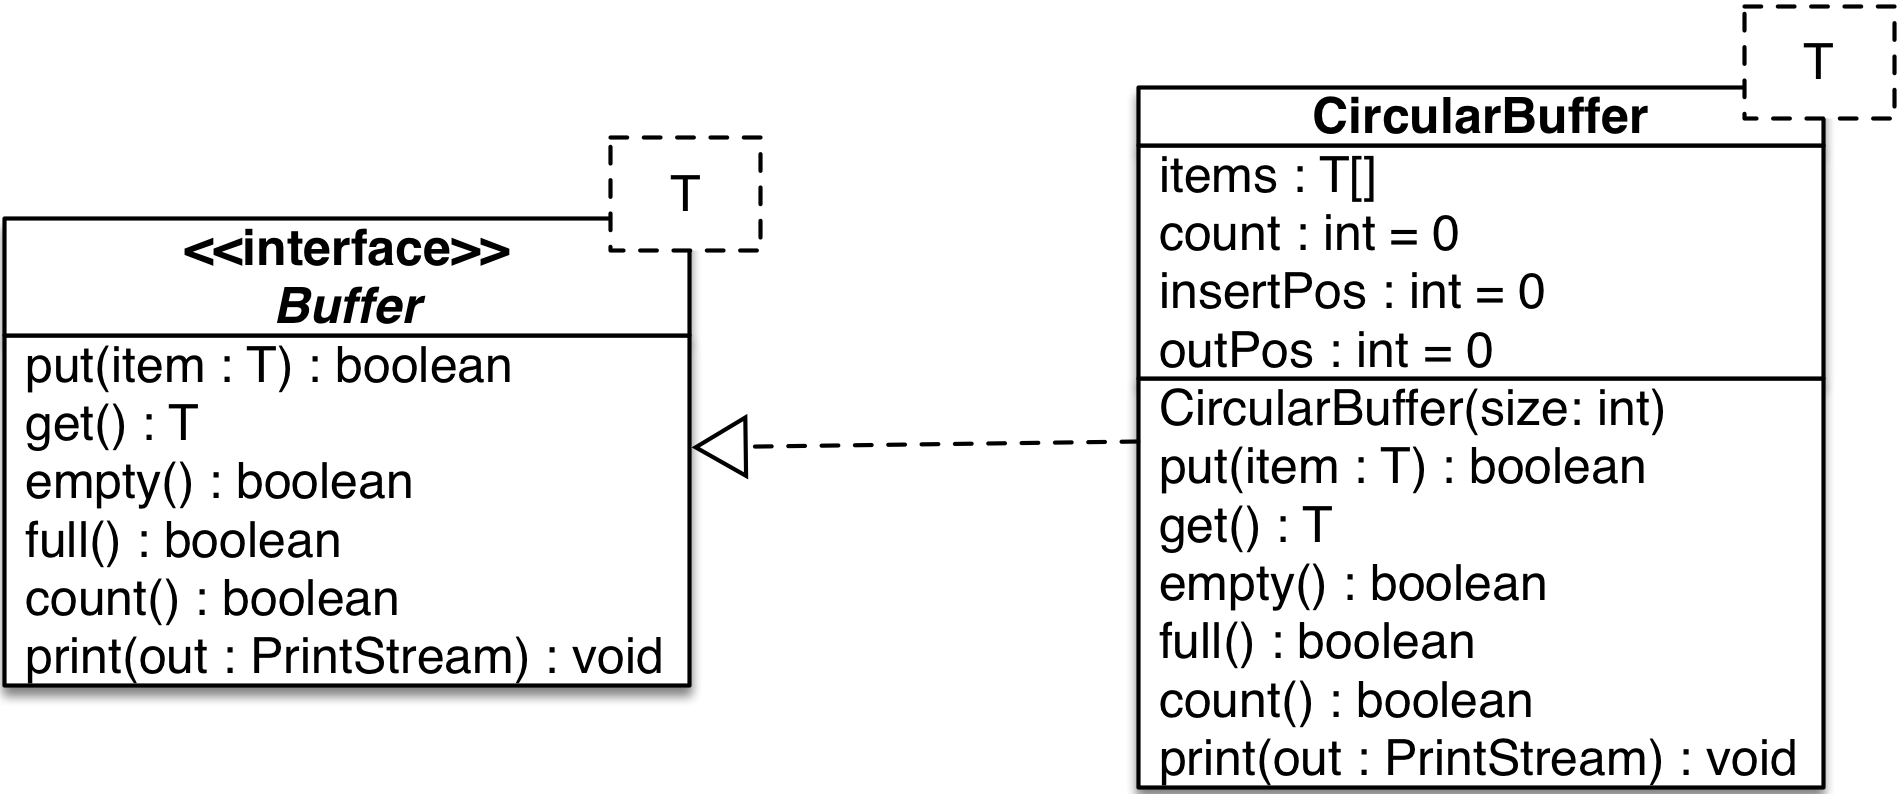 T
<<interface>>
Buffer
put(item : T) : boolean
get() : T
empty() : boolean
full() : boolean
count() : boolean
print(out : PrintStream) : void
T
CircularBuffer
items : T[]
count : int = 0
insertPos : int = 0
outPos : int = 0
CircularBuffer(size: int)
put(item : T) : boolean
get() : T
empty() : boolean
full() : boolean
count() : boolean
print(out : PrintStream) : void